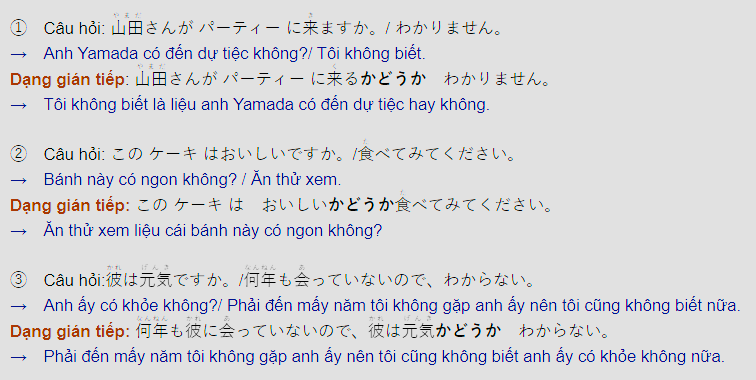 ① Câu hỏi: 山田さんが パーティー に来ますか。/ わかりません。
→ Anh Yamada có đến dự tiệc không?/ Tôi không biết.
Dạng gián tiếp: 山田さんが パーティー に来るかどうか　わかりません。
→ Tôi không biết là liệu anh Yamada có đến dự tiệc hay không.
② Câu hỏi: この ケーキ はおいしいですか。/食べてみてください。
→ Bánh này có ngon không? / Ăn thử xem.
Dạng gián tiếp: この ケーキ は　おいしいかどうか食べてみてください。
→ Ăn thử xem liệu cái bánh này có ngon không?
③ Câu hỏi:彼は元気ですか。/何年も会っていないので、わからない。
→ Anh ấy có khỏe không?/ Phải đến mấy năm tôi không gặp anh ấy nên tôi cũng không biết nữa.
Dạng gián tiếp: 何年も彼に会っていないので、彼は元気かどうか　わからない。
→ Phải đến mấy năm tôi không gặp anh ấy nên tôi cũng không biết anh ấy có khỏe không nữa.